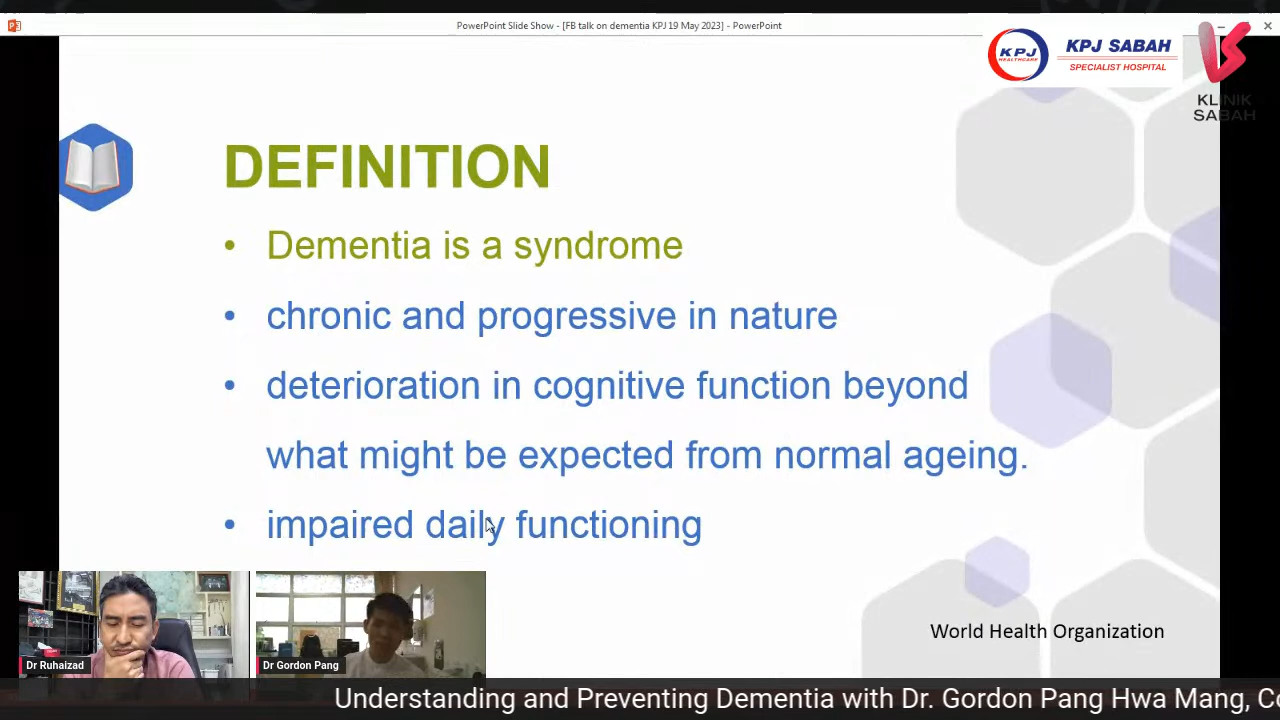 PowerPoint Slide Show - [FB talk on dementia KPJ 19 May 2023] - PowerPoint
KPJ
HEALTHCARE
KPJ SABAH
SPECIALIST HOSPITAL
KLINIK
SABAH
DEFINITION
• Dementia is a syndrome
• chronic and progressive in nature
• deterioration in cognitive function beyond
what might be expected from normal ageing.
• impaired daily functioning
World Health Organization
Dr Ruhaizad
Dr Gordon Pang
Understanding and Preventing Dementia with Dr. Gordon Pang Hwa Mang, Co